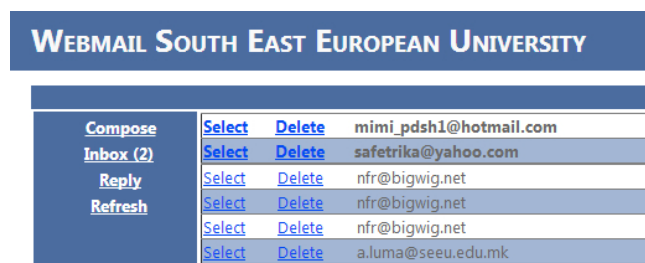 WEBMAIL SOUTH EAST EUROPEAN UNIVERSITY
Compose
Inbox (2)
Reply
Refresh
Select Delete mimi_pdsh1@hotmail.com
Select Delete safetrika@yahoo.com
Select Delete nfr@bigwig.net
Select Delete nfr@bigwig.net
Select Delete nfr@bigwig.net
Select Delete a.luma@seeu.edu.mk